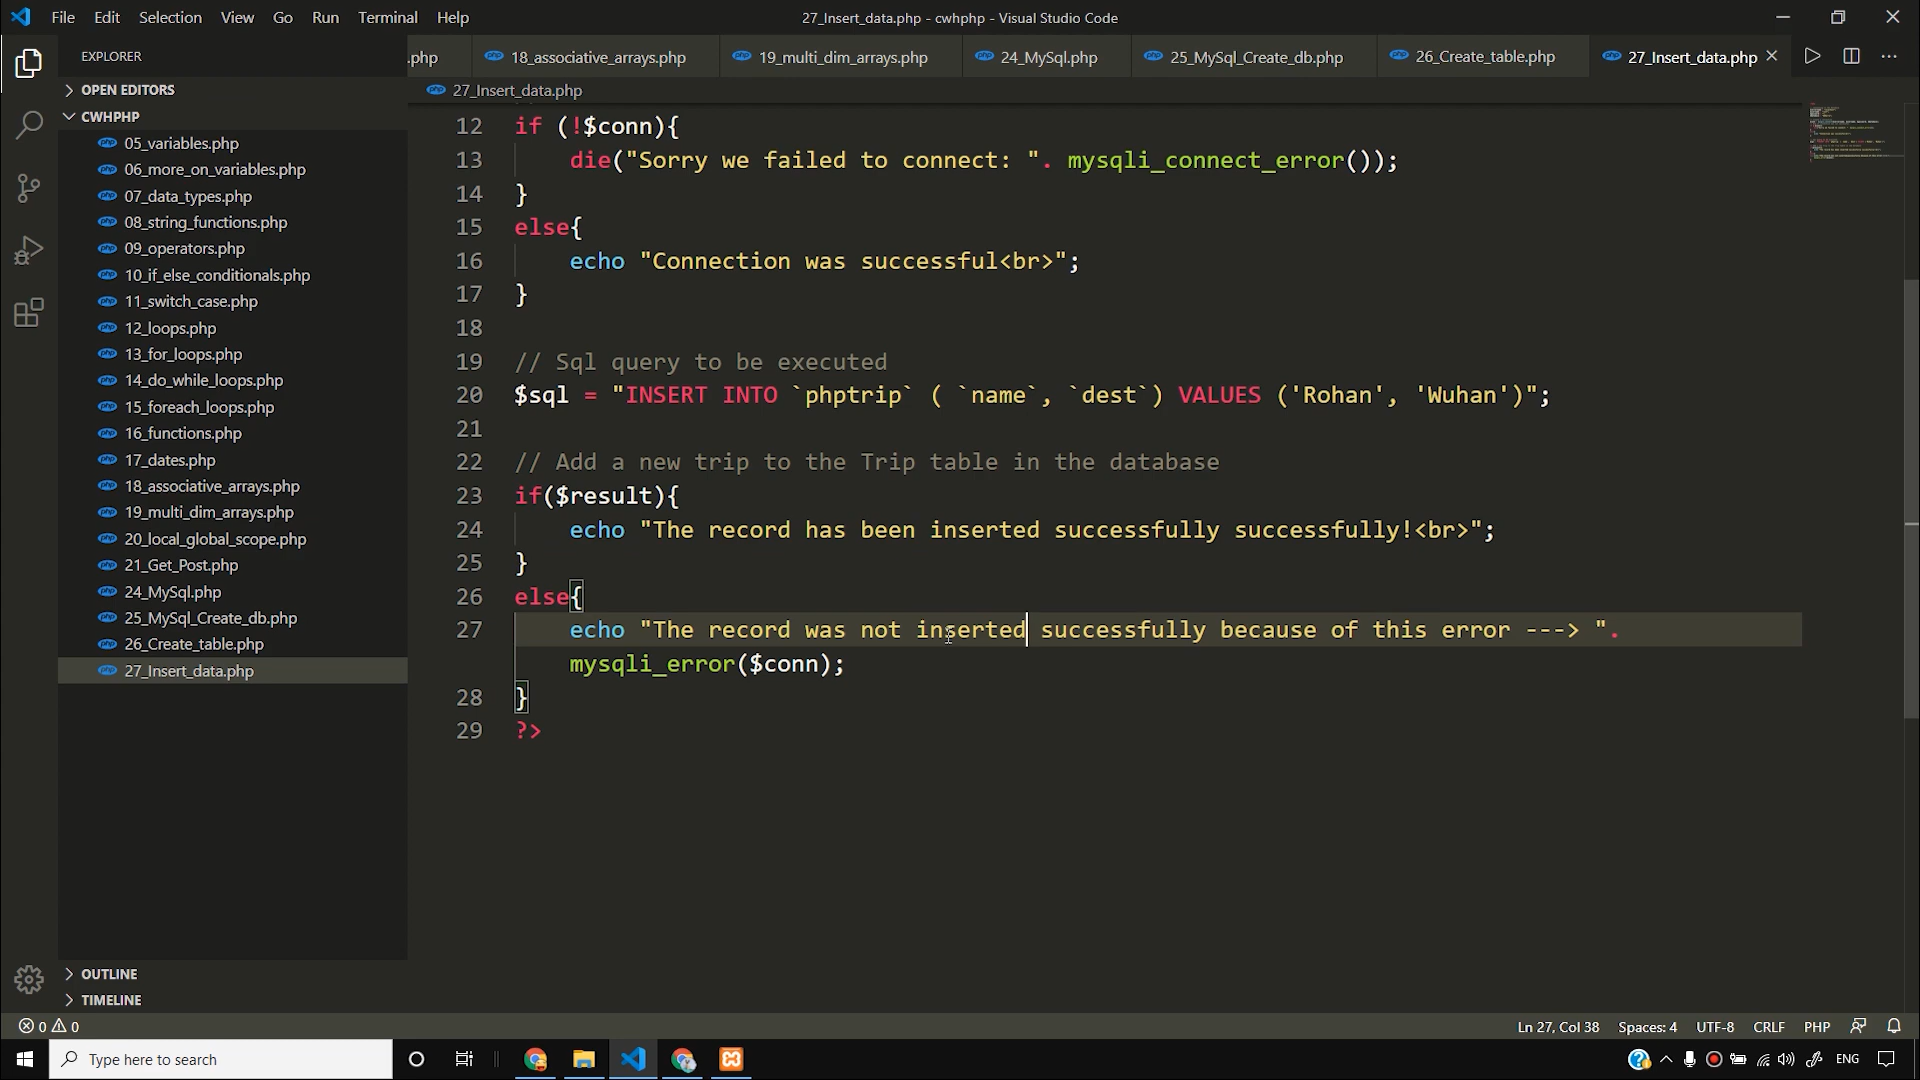 File Edit Selection View Go Run Terminal Help
27_Insert_data.php - cwhphp - Visual Studio Code
EXPLORER
.php 18_associative_arrays.php 19_multi_dim_arrays.php 24_MySql.php 25_MySql_Create_db.php 26_Create_table.php 27_Insert_data.php
OPEN EDITORS
27_Insert_data.php
CWHPHP
05_variables.php
06_more_on_variables.php
07_data_types.php
08_string_functions.php
09_operators.php
10_if_else_conditionals.php
11_switch_case.php
12_loops.php
13_for_loops.php
14_do_while_loops.php
15_foreach_loops.php
16_functions.php
17_dates.php
18_associative_arrays.php
19_multi_dim_arrays.php
20_local_global_scope.php
21_Get_Post.php
24_MySql.php
25_MySql_Create_db.php
26_Create_table.php
27_Insert_data.php
OUTLINE
TIMELINE
12 if (!$conn){
13 die("Sorry we failed to connect: ". mysqli_connect_error());
14 }
15 else{
16 echo "Connection was successful<br>";
17 }
18
19 // Sql query to be executed
20 $sql = "INSERT INTO `phptrip` ( `name`, `dest`) VALUES ('Rohan', 'Wuhan')";
21
22 // Add a new trip to the Trip table in the database
23 if($result){
24 echo "The record has been inserted successfully successfully!<br>";
25 }
26 else{
27 echo "The record was not inserted successfully because of this error ---> ".
mysqli_error($conn);
28 }
29 ?>
0 0
Ln 27, Col 38 Spaces: 4 UTF-8 CRLF PHP
Type here to search
ENG